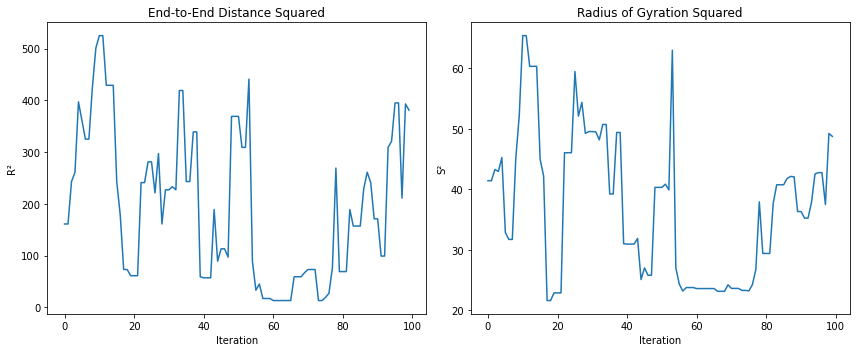 End-to-End Distance Squared
R²
500
400
300
200
100
0
0 20 40 60 80 100
Iteration
Radius of Gyration Squared
S²
60
50
40
30
20
0 20 40 60 80 100
Iteration